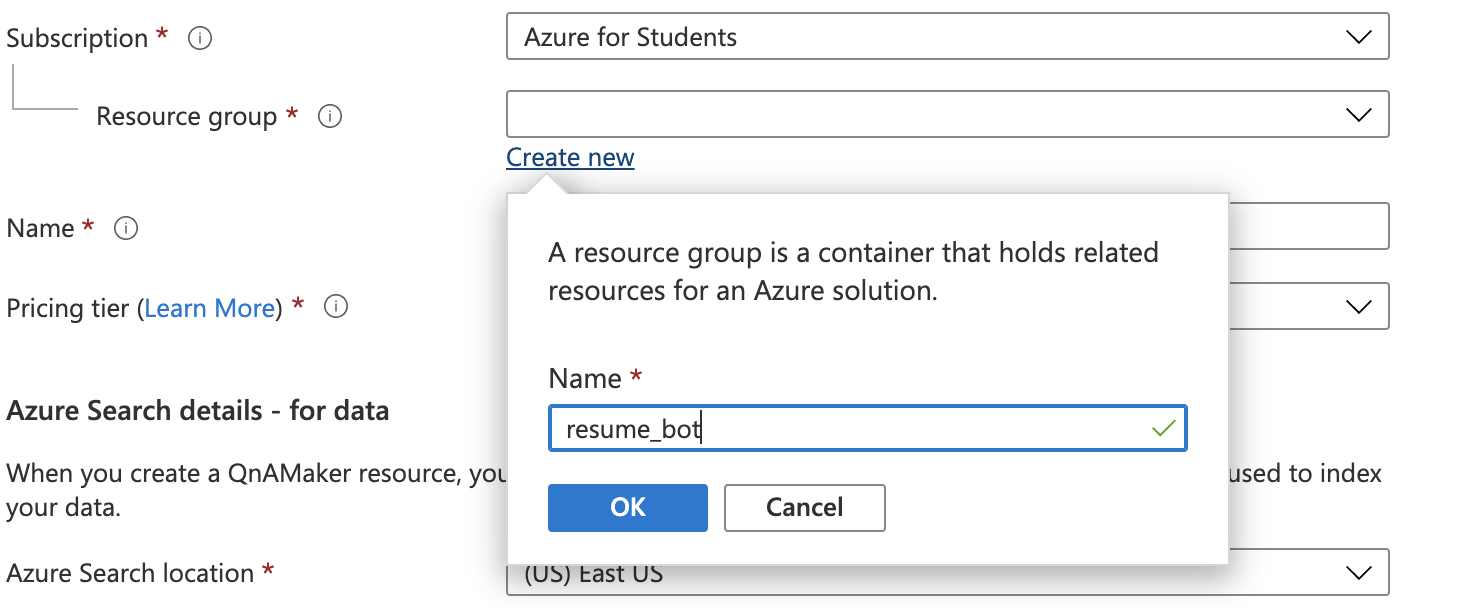 Subscription *
Azure for Students
Resource group *
Create new
A resource group is a container that holds related
resources for an Azure solution.
Name *
resume_bot
OK
Cancel
Name *
Pricing tier (Learn More) *
Azure Search details - for data
When you create a QnAMaker resource, used to index
your data.
Azure Search location *
(US) East US